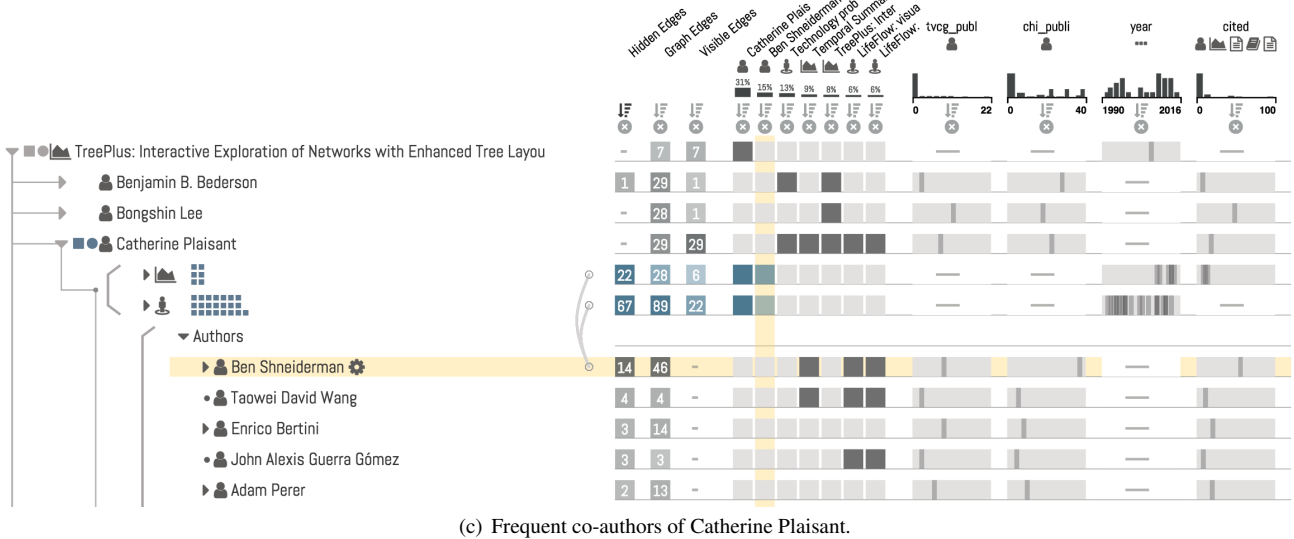 Hidden Edges
Graph Edges
Visible Edges
Catherine Plais
Ben Shneiderman
Technology prob
Temporal Summa
TreePlus: Inter
LifeFlow: visua
LifeFlow:
tvcg_publ chi_publi year cited
31% 15% 13% 9% 8% 6% 6%
0 22 0 40 1990 2016 0 100
TreePlus: Interactive Exploration of Networks with Enhanced Tree Layou - 7 7
Benjamin B. Bederson 1 29 1
Bongshin Lee - 28 1
Catherine Plaisant - 29 29
22 28 6
67 89 22
Authors
Ben Shneiderman 14 46 -
Taowei David Wang 4 4 -
Enrico Bertini 3 14 -
John Alexis Guerra Gómez 3 3 -
Adam Perer 2 13 -
(c) Frequent co-authors of Catherine Plaisant.